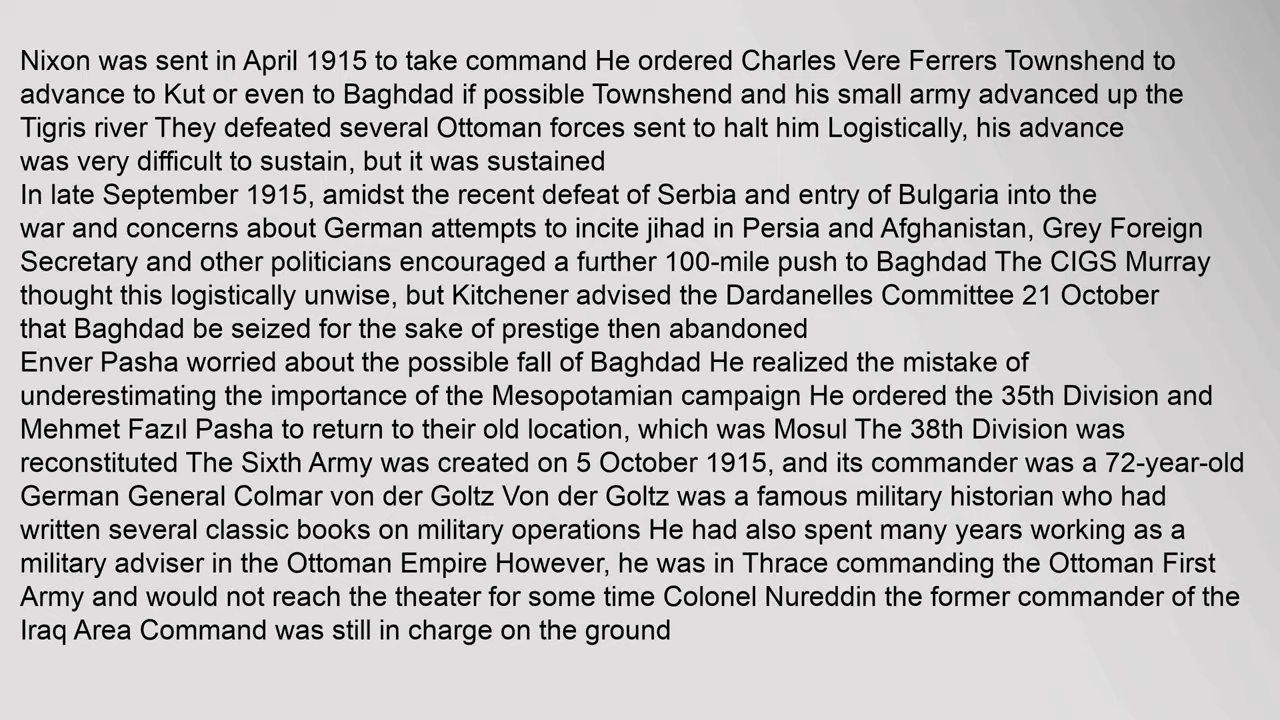 Nixon was sent in April 1915 to take command He ordered Charles Vere Ferrers Townshend to
advance to Kut or even to Baghdad if possible Townshend and his small army advanced up the
Tigris river They defeated several Ottoman forces sent to halt him Logistically, his advance
was very difficult to sustain, but it was sustained
In late September 1915, amidst the recent defeat of Serbia and entry of Bulgaria into the
war and concerns about German attempts to incite jihad in Persia and Afghanistan, Grey Foreign
Secretary and other politicians encouraged a further 100-mile push to Baghdad The CIGS Murray
thought this logistically unwise, but Kitchener advised the Dardanelles Committee 21 October
that Baghdad be seized for the sake of prestige then abandoned
Enver Pasha worried about the possible fall of Baghdad He realized the mistake of
underestimating the importance of the Mesopotamian campaign He ordered the 35th Division and
Mehmet Fazıl Pasha to return to their old location, which was Mosul The 38th Division was
reconstituted The Sixth Army was created on 5 October 1915, and its commander was a 72-year-old
German General Colmar von der Goltz Von der Goltz was a famous military historian who had
written several classic books on military operations He had also spent many years working as a
military adviser in the Ottoman Empire However, he was in Thrace commanding the Ottoman First
Army and would not reach the theater for some time Colonel Nureddin the former commander of the
Iraq Area Command was still in charge on the ground